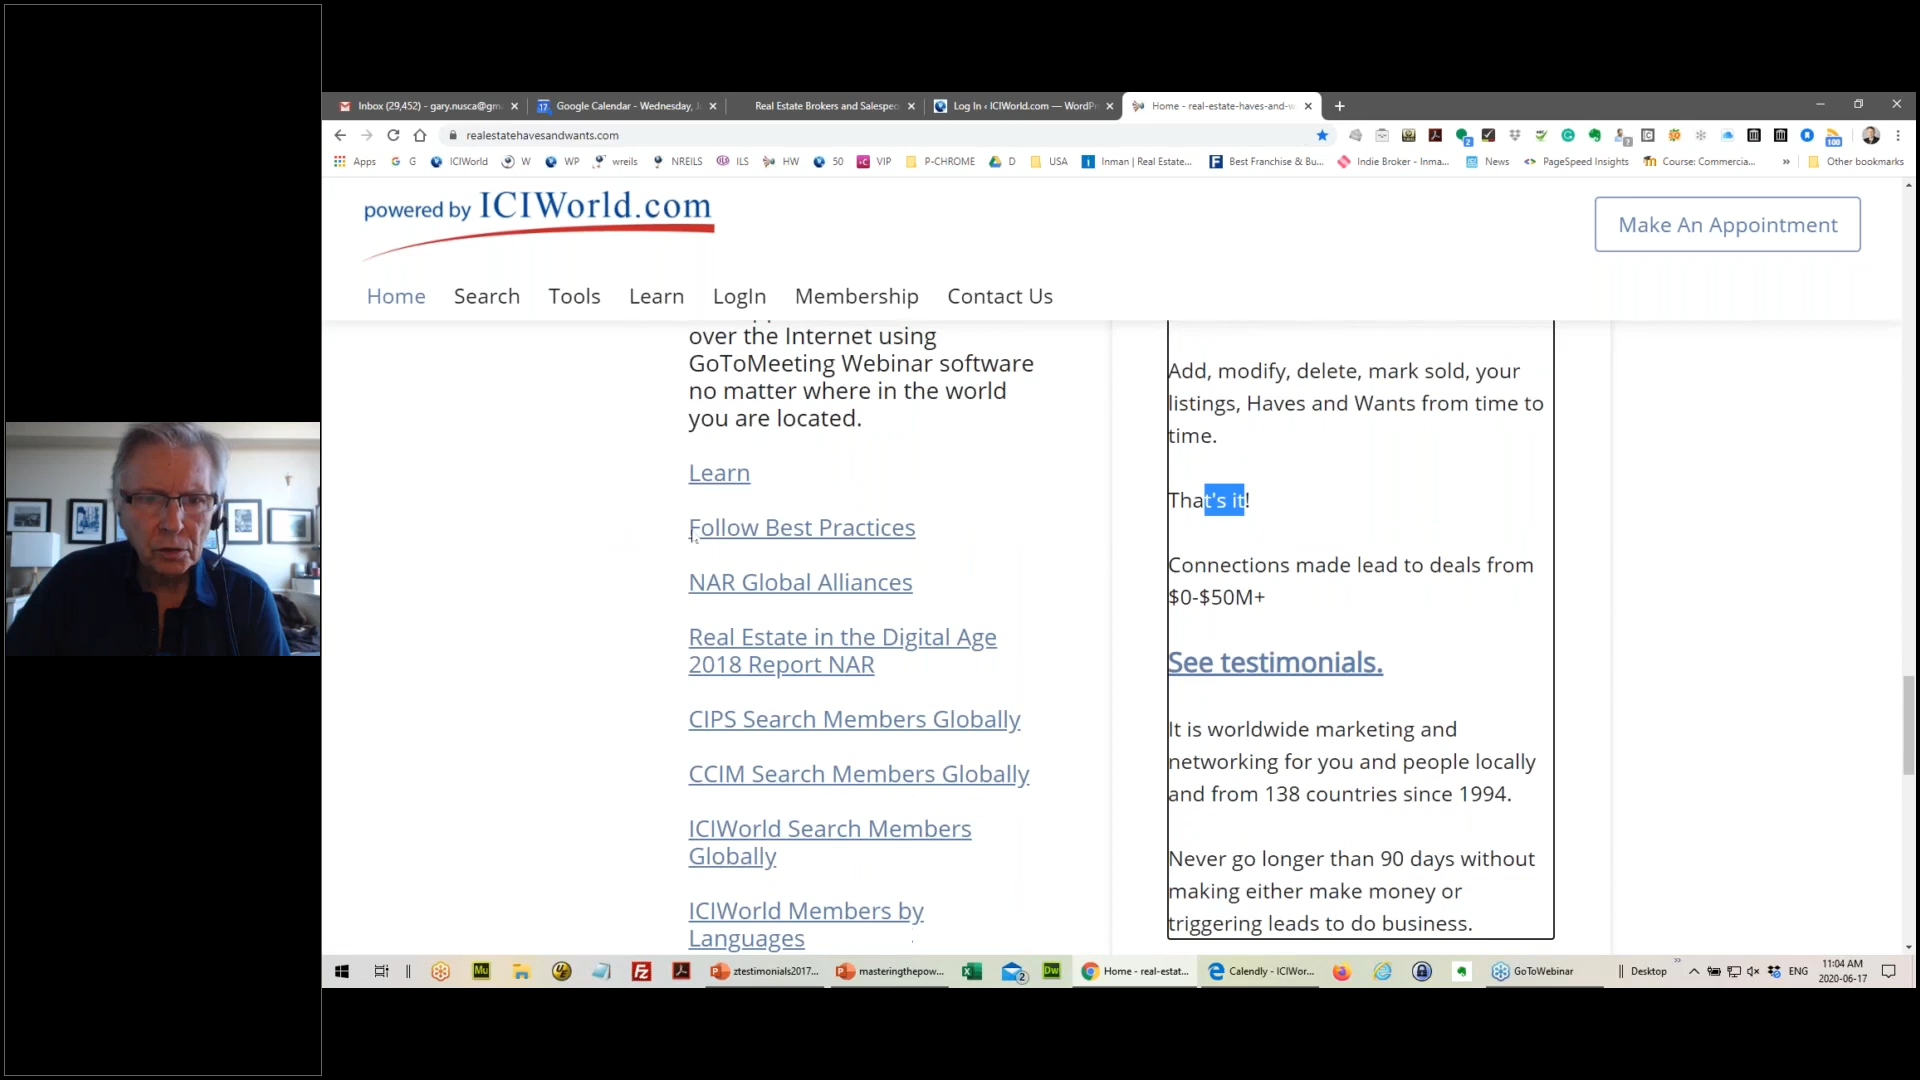 Inbox (29,452) - gary.nusca@gm
Google Calendar - Wednesday, J
Real Estate Brokers and Salespeo
Log In ‹ ICIWorld.com — WordPr
Home - real-estate-haves-and-w
realestatehavesandwants.com
Apps
G
ICIWorld
W
WP
wreils
NREILS
ILS
HW
50
VIP
P-CHROME
D
USA
Inman | Real Estate...
Best Franchise & Bu...
Indie Broker - Inma...
News
PageSpeed Insights
Course: Commercia...
»
Other bookmarks
powered by ICIWorld.com
Make An Appointment
Home Search Tools Learn LogIn Membership Contact Us
over the Internet using
GoToMeeting Webinar software
no matter where in the world
you are located.
Learn
Follow Best Practices
NAR Global Alliances
Real Estate in the Digital Age
2018 Report NAR
CIPS Search Members Globally
CCIM Search Members Globally
ICIWorld Search Members
Globally
ICIWorld Members by
Languages
Add, modify, delete, mark sold, your
listings, Haves and Wants from time to
time.
That's it!
Connections made lead to deals from
$0-$50M+
See testimonials.
It is worldwide marketing and
networking for you and people locally
and from 138 countries since 1994.
Never go longer than 90 days without
making either make money or
triggering leads to do business.
Mu
Fz
ztestimonials2017...
masteringthepow...
2
Dw
Home - real-estat...
Calendly - ICIWor...
GoToWebinar
Desktop
ENG
11:04 AM
2020-06-17